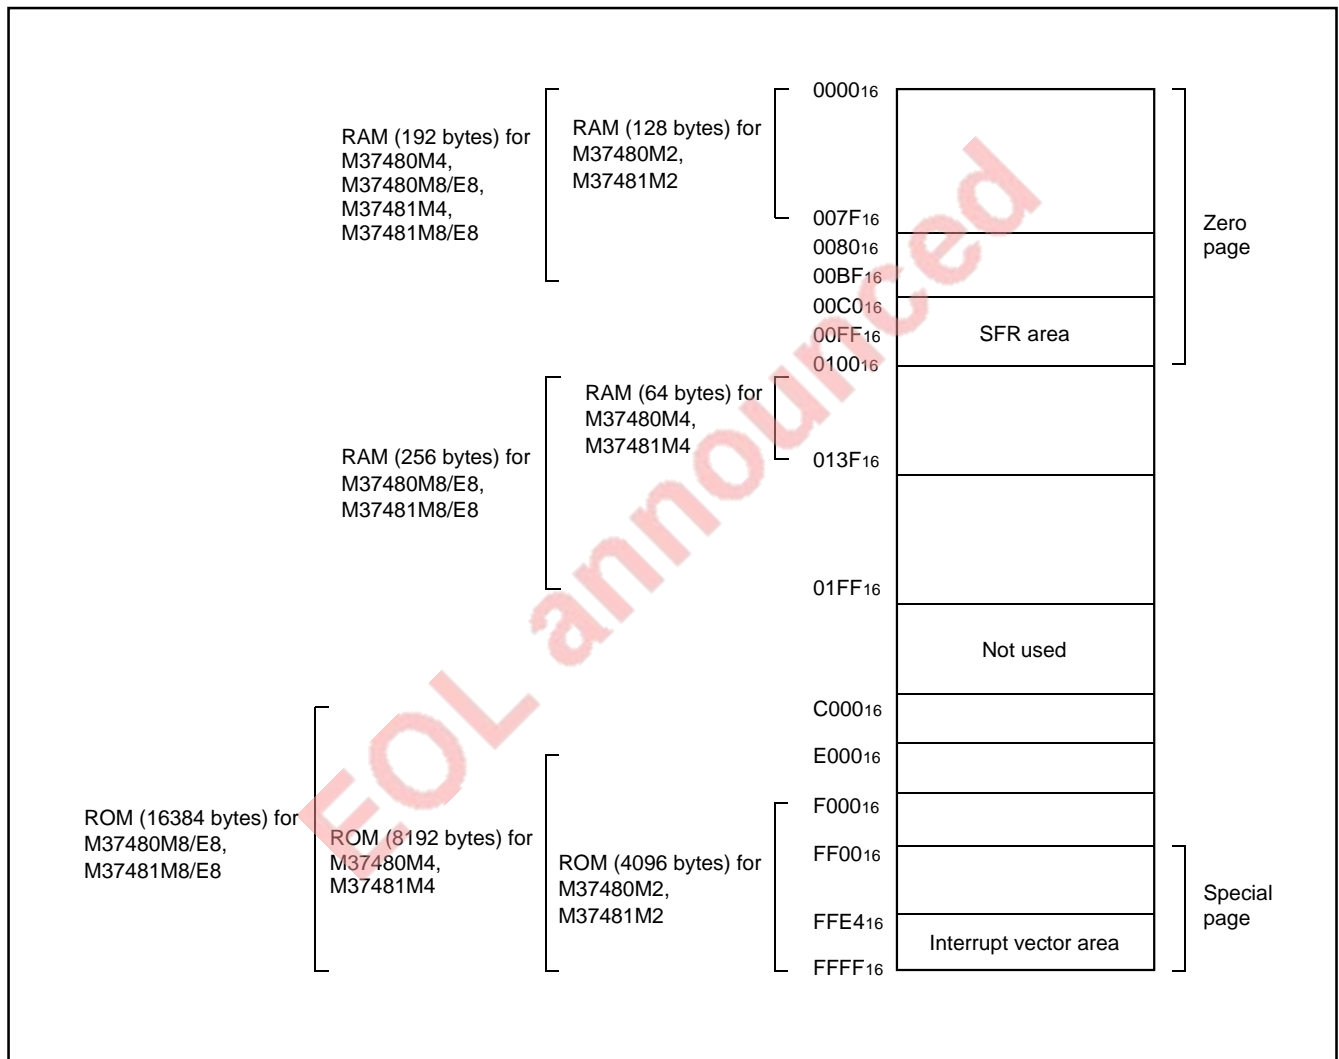 RAM (192 bytes) for
M37480M4,
M37480M8/E8,
M37481M4,
M37481M8/E8
RAM (128 bytes) for
M37480M2,
M37481M2
0000₁₆
007F₁₆
0080₁₆
00BF₁₆
00C0₁₆
00FF₁₆
0100₁₆
SFR area
Zero
page
RAM (256 bytes) for
M37480M8/E8,
M37481M8/E8
RAM (64 bytes) for
M37480M4,
M37481M4
013F₁₆
01FF₁₆
Not used
C000₁₆
E000₁₆
F000₁₆
FF00₁₆
FFE4₁₆
FFFF₁₆
Interrupt vector area
Special
page
ROM (16384 bytes) for
M37480M8/E8,
M37481M8/E8
ROM (8192 bytes) for
M37480M4,
M37481M4
ROM (4096 bytes) for
M37480M2,
M37481M2
EOL announced